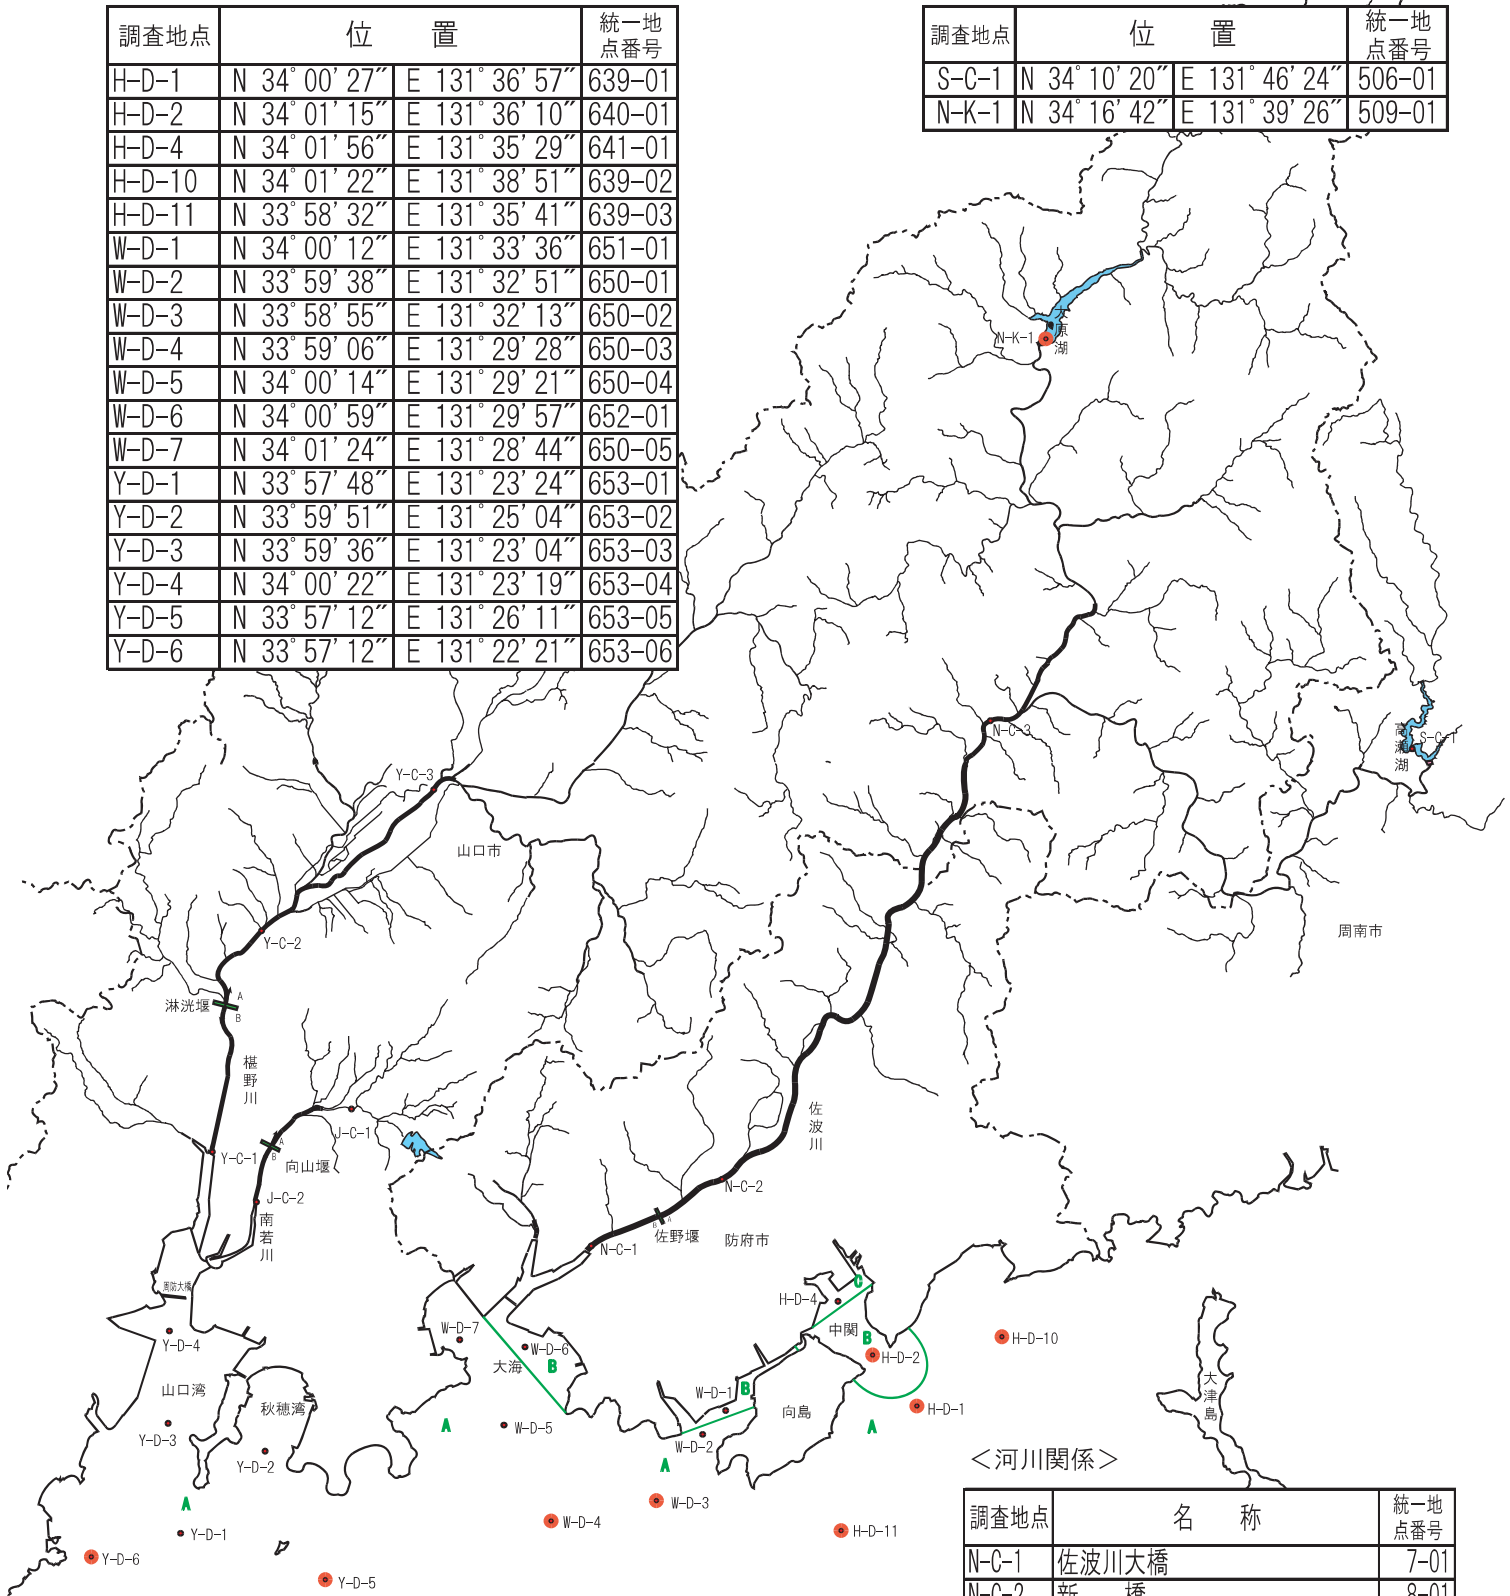 調査地点 位 置 統一地点番号
H-D-1 N 34°00'27" E 131°36'57" 639-01
H-D-2 N 34°01'15" E 131°36'10" 640-01
H-D-4 N 34°01'56" E 131°35'29" 641-01
H-D-10 N 34°01'22" E 131°38'51" 639-02
H-D-11 N 33°58'32" E 131°35'41" 639-03
W-D-1 N 34°00'12" E 131°33'36" 651-01
W-D-2 N 33°59'38" E 131°32'51" 650-01
W-D-3 N 33°58'55" E 131°32'13" 650-02
W-D-4 N 33°59'06" E 131°29'28" 650-03
W-D-5 N 34°00'14" E 131°29'21" 650-04
W-D-6 N 34°00'59" E 131°29'57" 652-01
W-D-7 N 34°01'24" E 131°28'44" 650-05
Y-D-1 N 33°57'48" E 131°23'24" 653-01
Y-D-2 N 33°59'51" E 131°25'04" 653-02
Y-D-3 N 33°59'36" E 131°23'04" 653-03
Y-D-4 N 34°00'22" E 131°23'19" 653-04
Y-D-5 N 33°57'12" E 131°26'11" 653-05
Y-D-6 N 33°57'12" E 131°22'21" 653-06
調査地点 位 置 統一地点番号
S-C-1 N 34°10'20" E 131°46'24" 506-01
N-K-1 N 34°16'42" E 131°39'26" 509-01
N-K-1
大原湖
N-C-3
高瀬湖
S-C-1
Y-C-3
山口市
周南市
Y-C-2
淋洸堰
A
B
椹野川
佐波川
J-C-1
A
B
向山堰
Y-C-1
J-C-2
南若川
N-C-2
A
B
佐野堰
防府市
N-C-1
周防大橋
C
H-D-4
中関
B
H-D-2
H-D-10
Y-D-4
W-D-7
W-D-6
大海
B
山口湾
秋穂湾
W-D-1
B
向島
H-D-1
A
大津島
Y-D-3
Y-D-2
A
W-D-5
W-D-2
A
A
Y-D-1
W-D-3
W-D-4
H-D-11
Y-D-6
Y-D-5
＜河川関係＞
調査地点 名 称 統一地点番号
N-C-1 佐波川大橋 7-01
N-C-2 新 橋 8-01